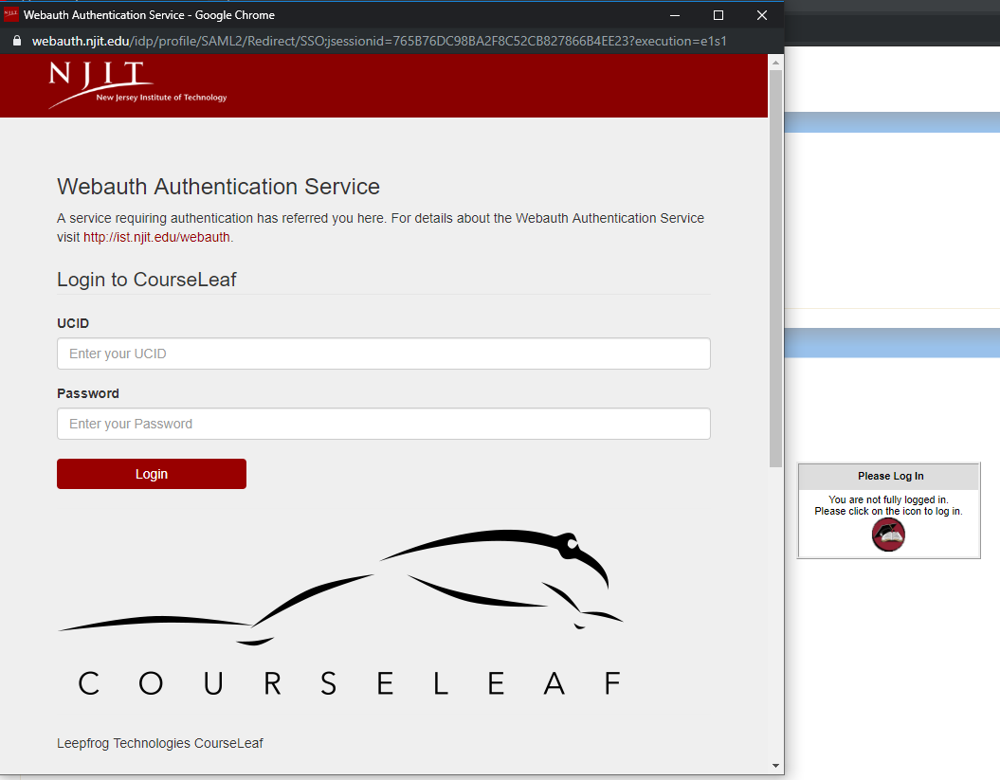 Webauth Authentication Service - Google Chrome
webauth.njit.edu/idp/profile/SAML2/Redirect/SSO;jsessionid=765B76DC98BA2F8C52CB827866B4EE23?execution=e1s1
NJIT
New Jersey Institute of Technology
Webauth Authentication Service
A service requiring authentication has referred you here. For details about the Webauth Authentication Service
visit http://ist.njit.edu/webauth.
Login to CourseLeaf
UCID
Enter your UCID
Password
Enter your Password
Login
COURSELEAF
Leepfrog Technologies CourseLeaf
Please Log In
You are not fully logged in.
Please click on the icon to log in.